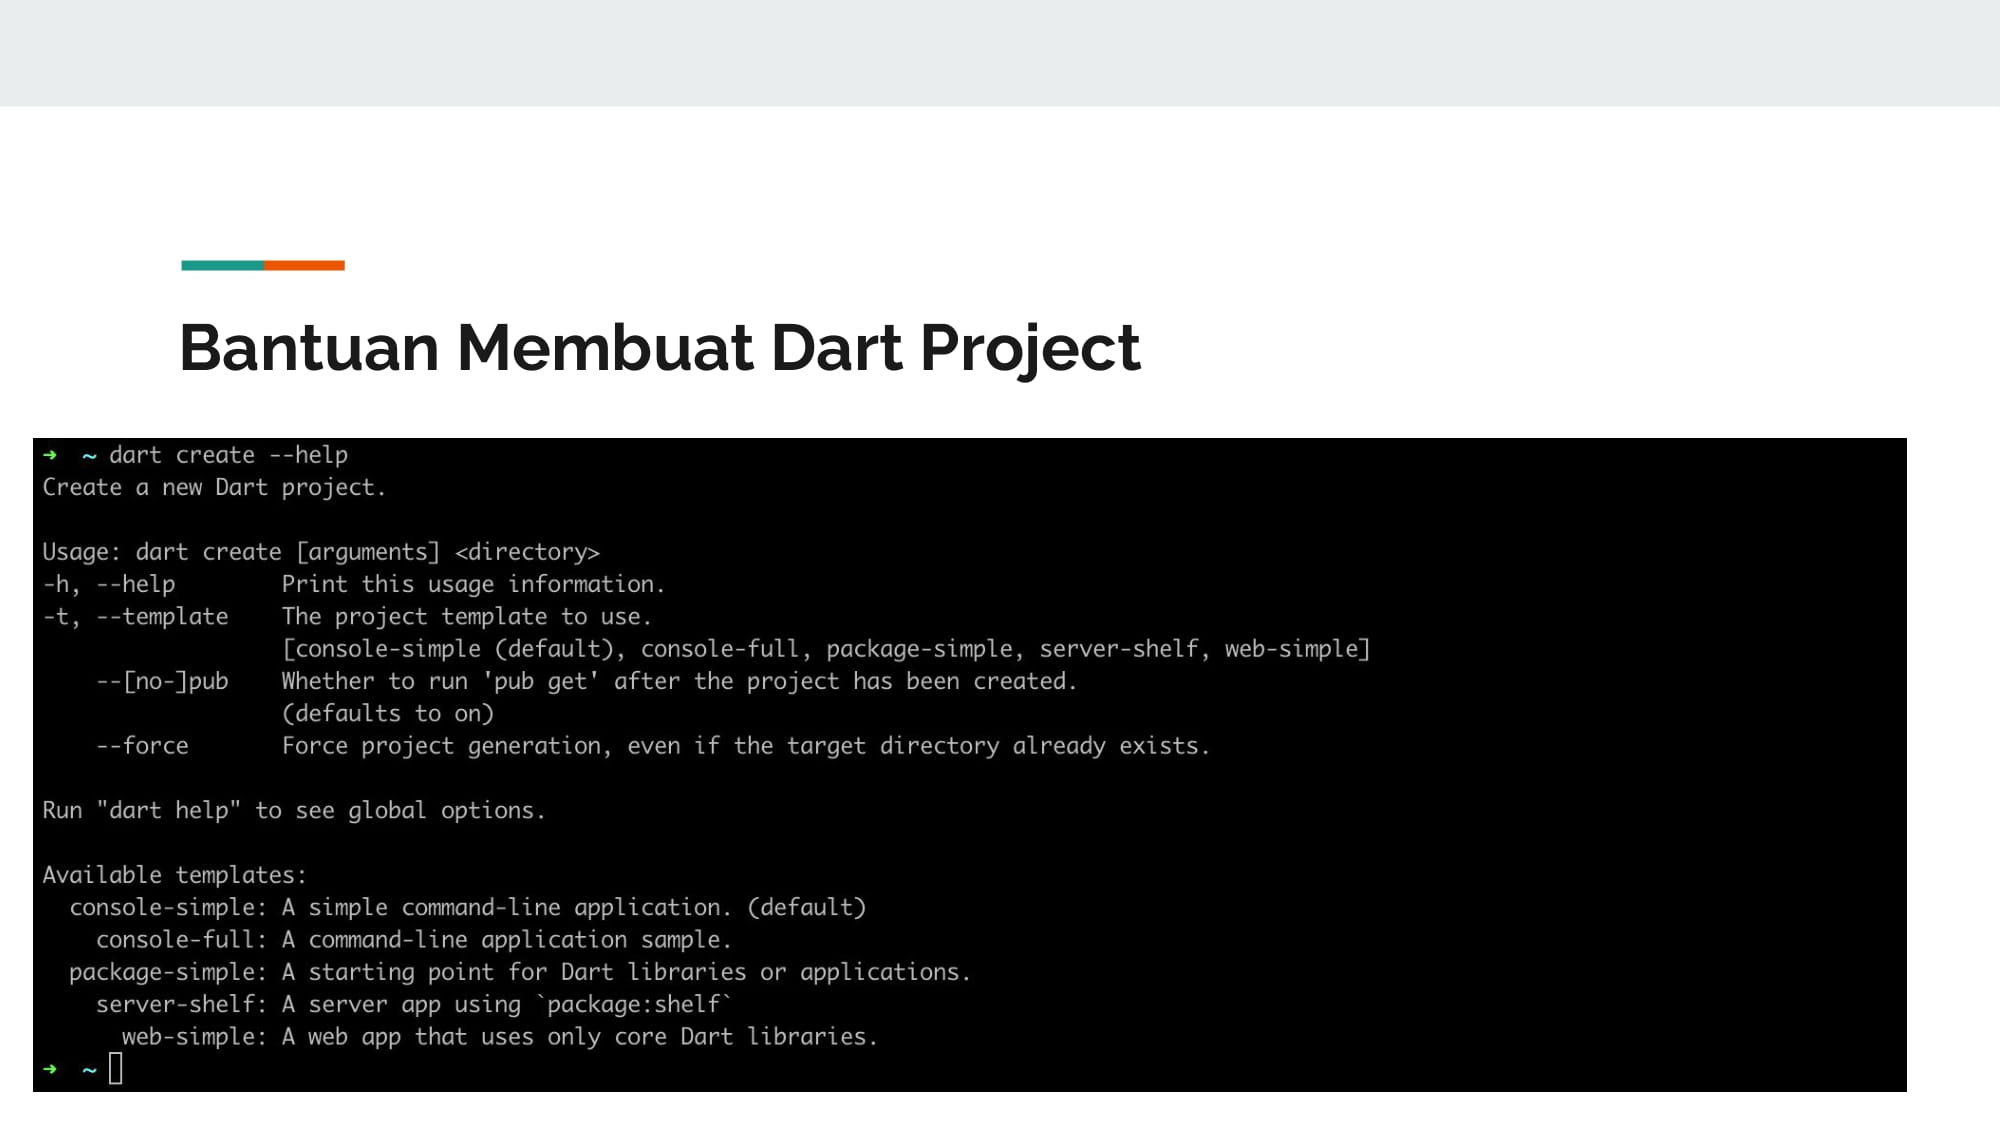 Bantuan Membuat Dart Project
➜ ~ dart create --help
Create a new Dart project.
Usage: dart create [arguments] <directory>
-h, --help Print this usage information.
-t, --template The project template to use.
[console-simple (default), console-full, package-simple, server-shelf, web-simple]
--[no-]pub Whether to run 'pub get' after the project has been created.
(defaults to on)
--force Force project generation, even if the target directory already exists.
Run "dart help" to see global options.
Available templates:
console-simple: A simple command-line application. (default)
console-full: A command-line application sample.
package-simple: A starting point for Dart libraries or applications.
server-shelf: A server app using `package:shelf`
web-simple: A web app that uses only core Dart libraries.
➜ ~